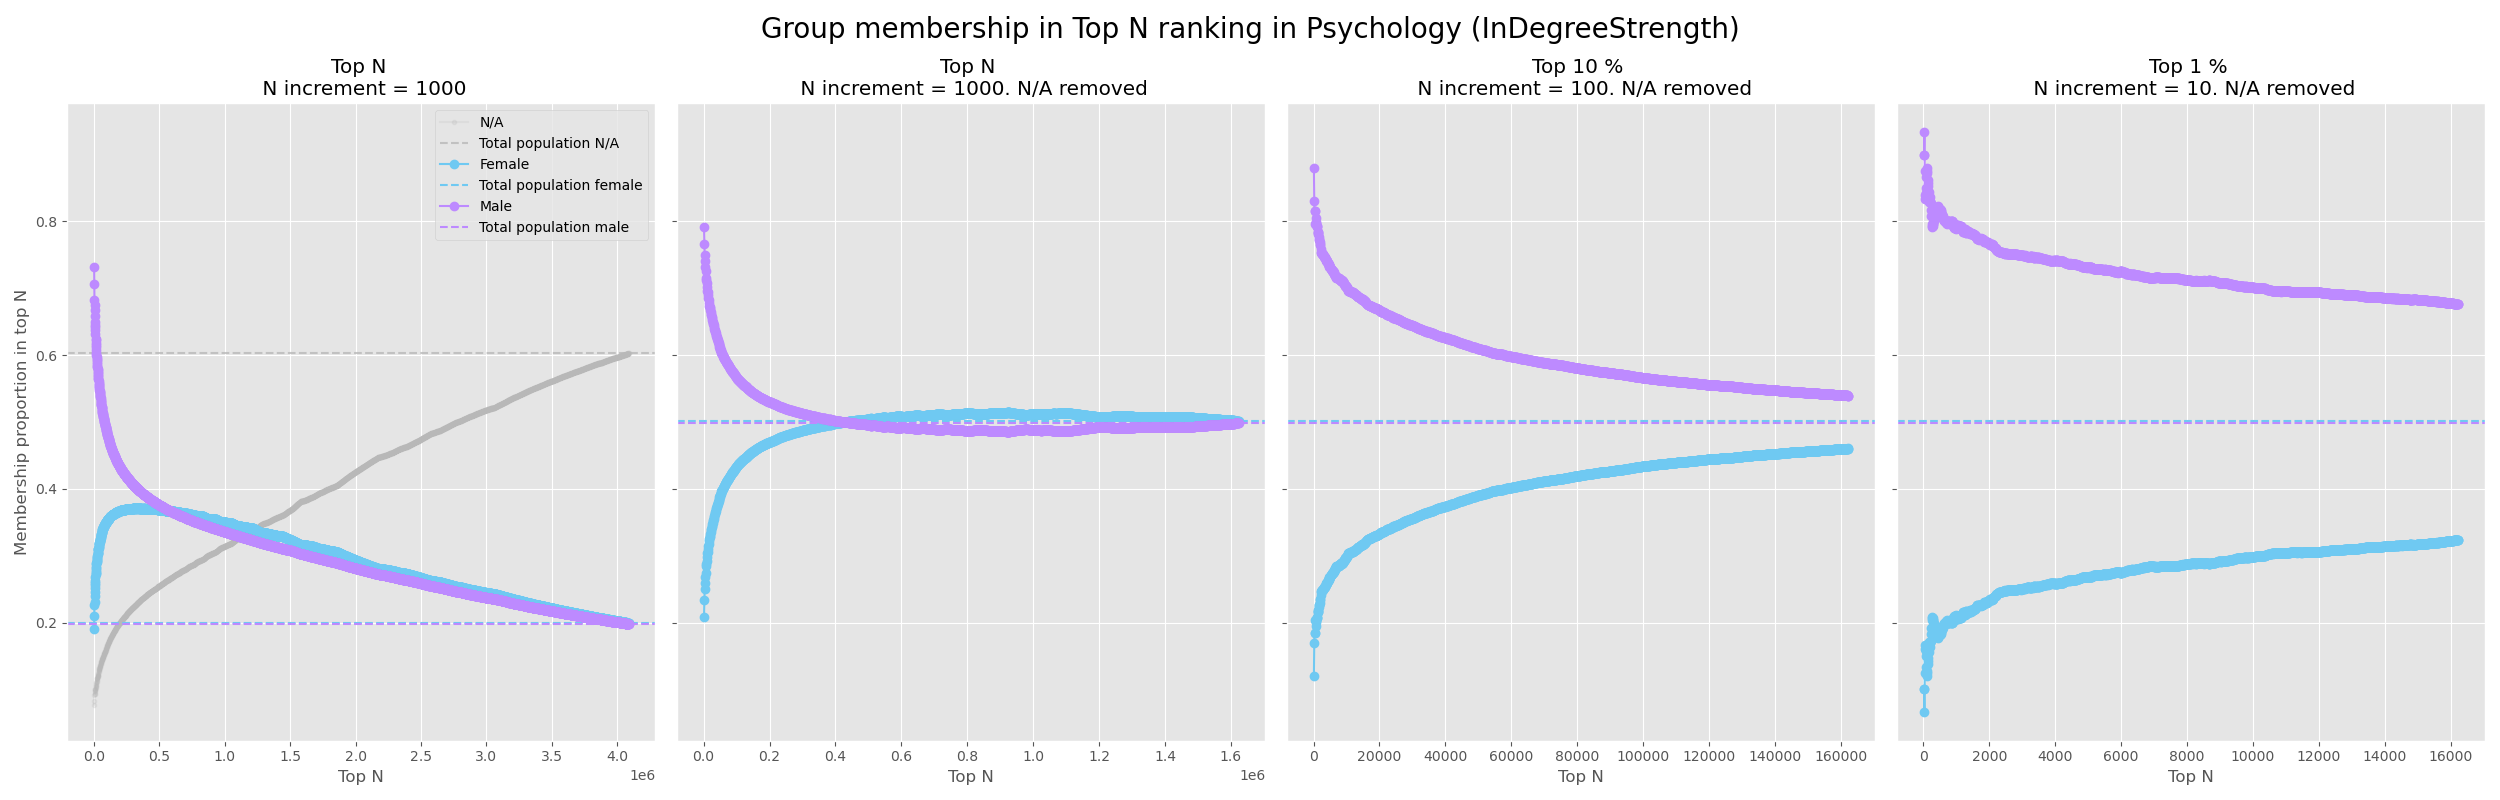 Group membership in Top N ranking in Psychology (InDegreeStrength)
Top N
N increment = 1000
Top N
N increment = 1000. N/A removed
Top 10 %
N increment = 100. N/A removed
Top 1 %
N increment = 10. N/A removed
N/A
Total population N/A
Female
Total population female
Male
Total population male
Membership proportion in top N
0.8
0.6
0.4
0.2
0.0 0.5 1.0 1.5 2.0 2.5 3.0 3.5 4.0
1e6
Top N
0.0 0.2 0.4 0.6 0.8 1.0 1.2 1.4 1.6
1e6
Top N
0 20000 40000 60000 80000 100000 120000 140000 160000
Top N
0 2000 4000 6000 8000 10000 12000 14000 16000
Top N